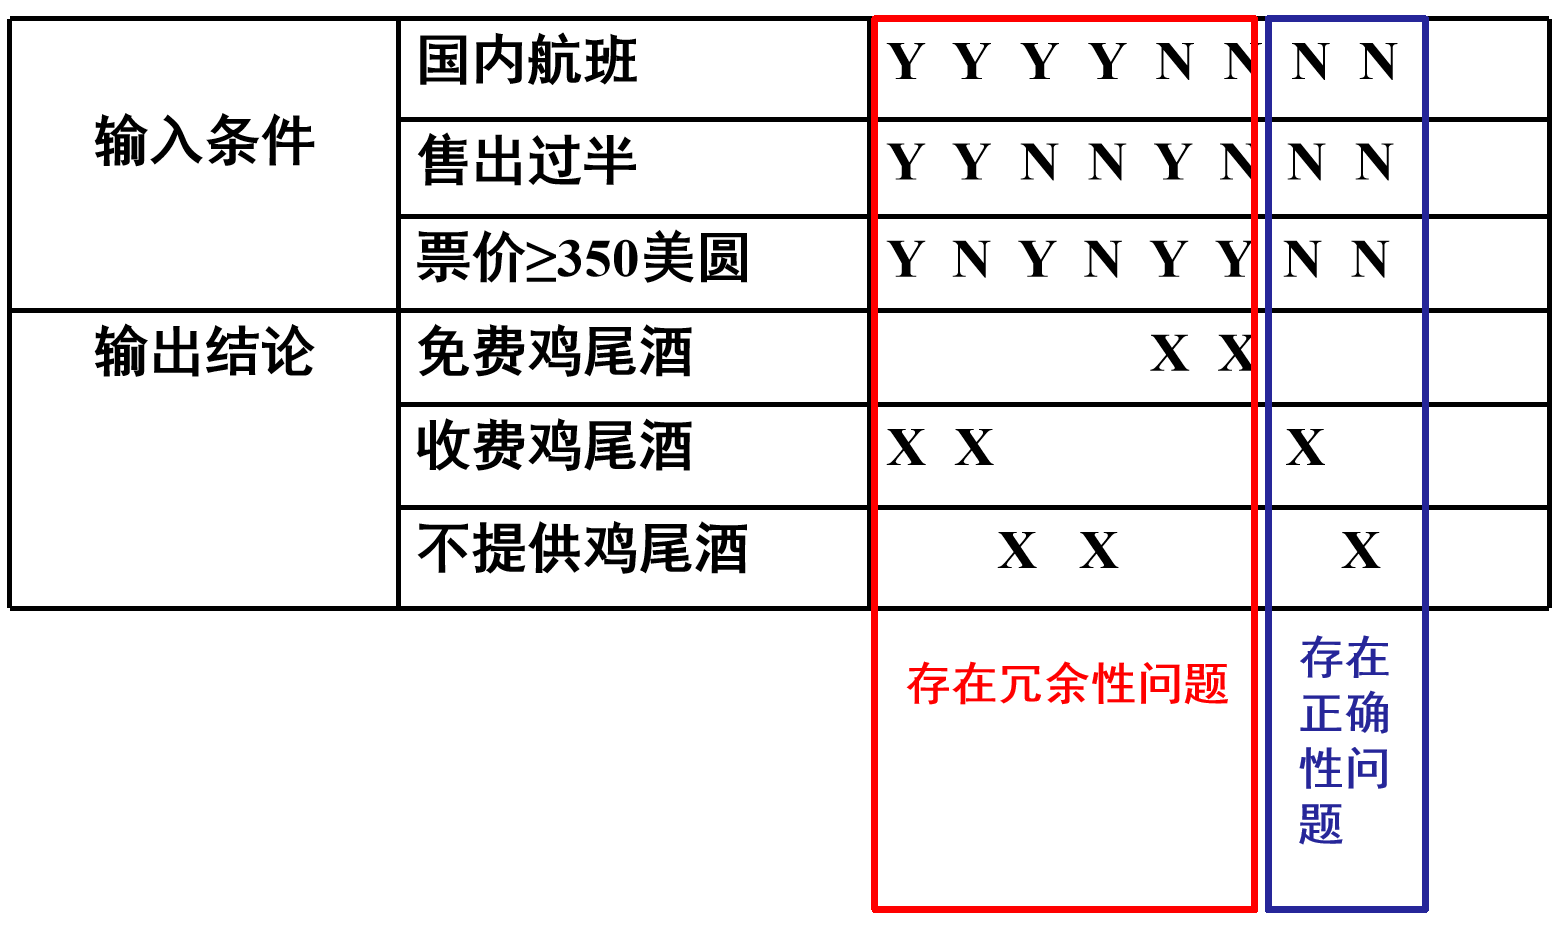 输入条件
国内航班 Y Y Y Y N N N N
售出过半 Y Y N N Y N N N
票价≥350美圆 Y N Y N Y Y N N
输出结论
免费鸡尾酒 X X
收费鸡尾酒 X X X
不提供鸡尾酒 X X X
存在冗余性问题
存在
正确
性问
题